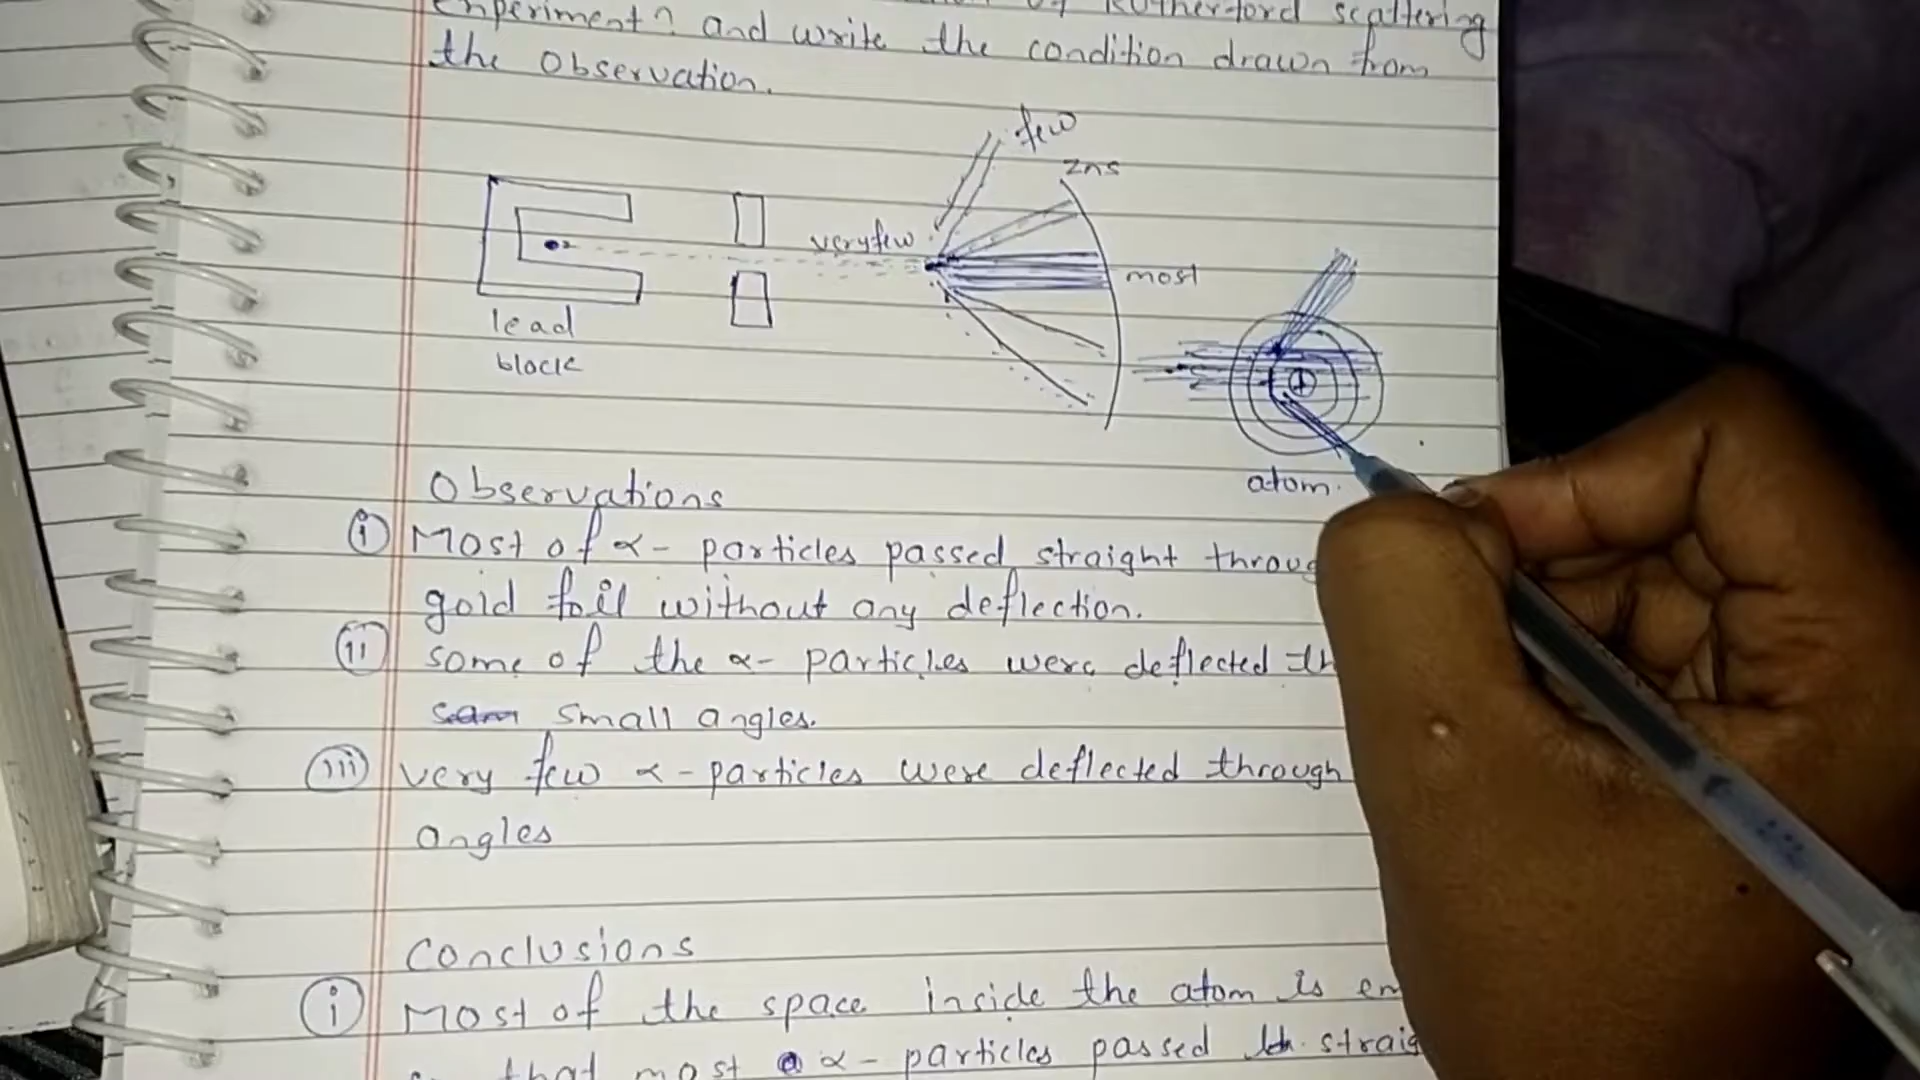 enperiment? and write the condition drawn from
the observation.
few
zns
veryfew
most
lead
block
atom.
Observations
(i) Most of α- particles passed straight throug
gold foil without any deflection.
(ii) some of the α- particles were deflected th
small angles.
(iii) very few α-particles were deflected through
angles
Conclusions
(i) Most of the space inside the atom is em
that most α- particles passed straig